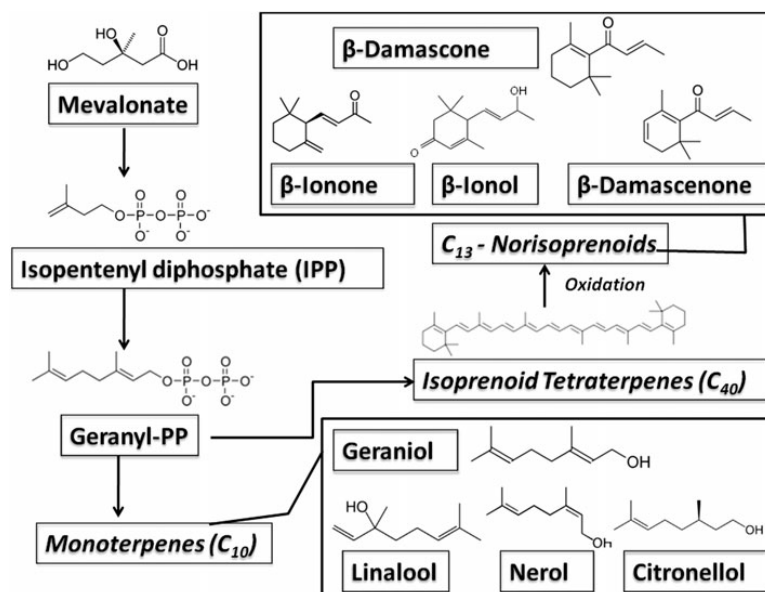 HO
HO
O
OH
Mevalonate
O
O
O
P
O
P
O-
O-
O-
Isopentenyl diphosphate (IPP)
O
O
O
P
O
P
O-
O-
O-
Geranyl-PP
Monoterpenes (C10)
β-Damascone
O
O
β-Ionone
OH
O
β-Ionol
O
β-Damascenone
C13 - Norisoprenoids
Oxidation
Isoprenoid Tetraterpenes (C40)
Geraniol
OH
HO
Linalool
OH
Nerol
OH
Citronellol